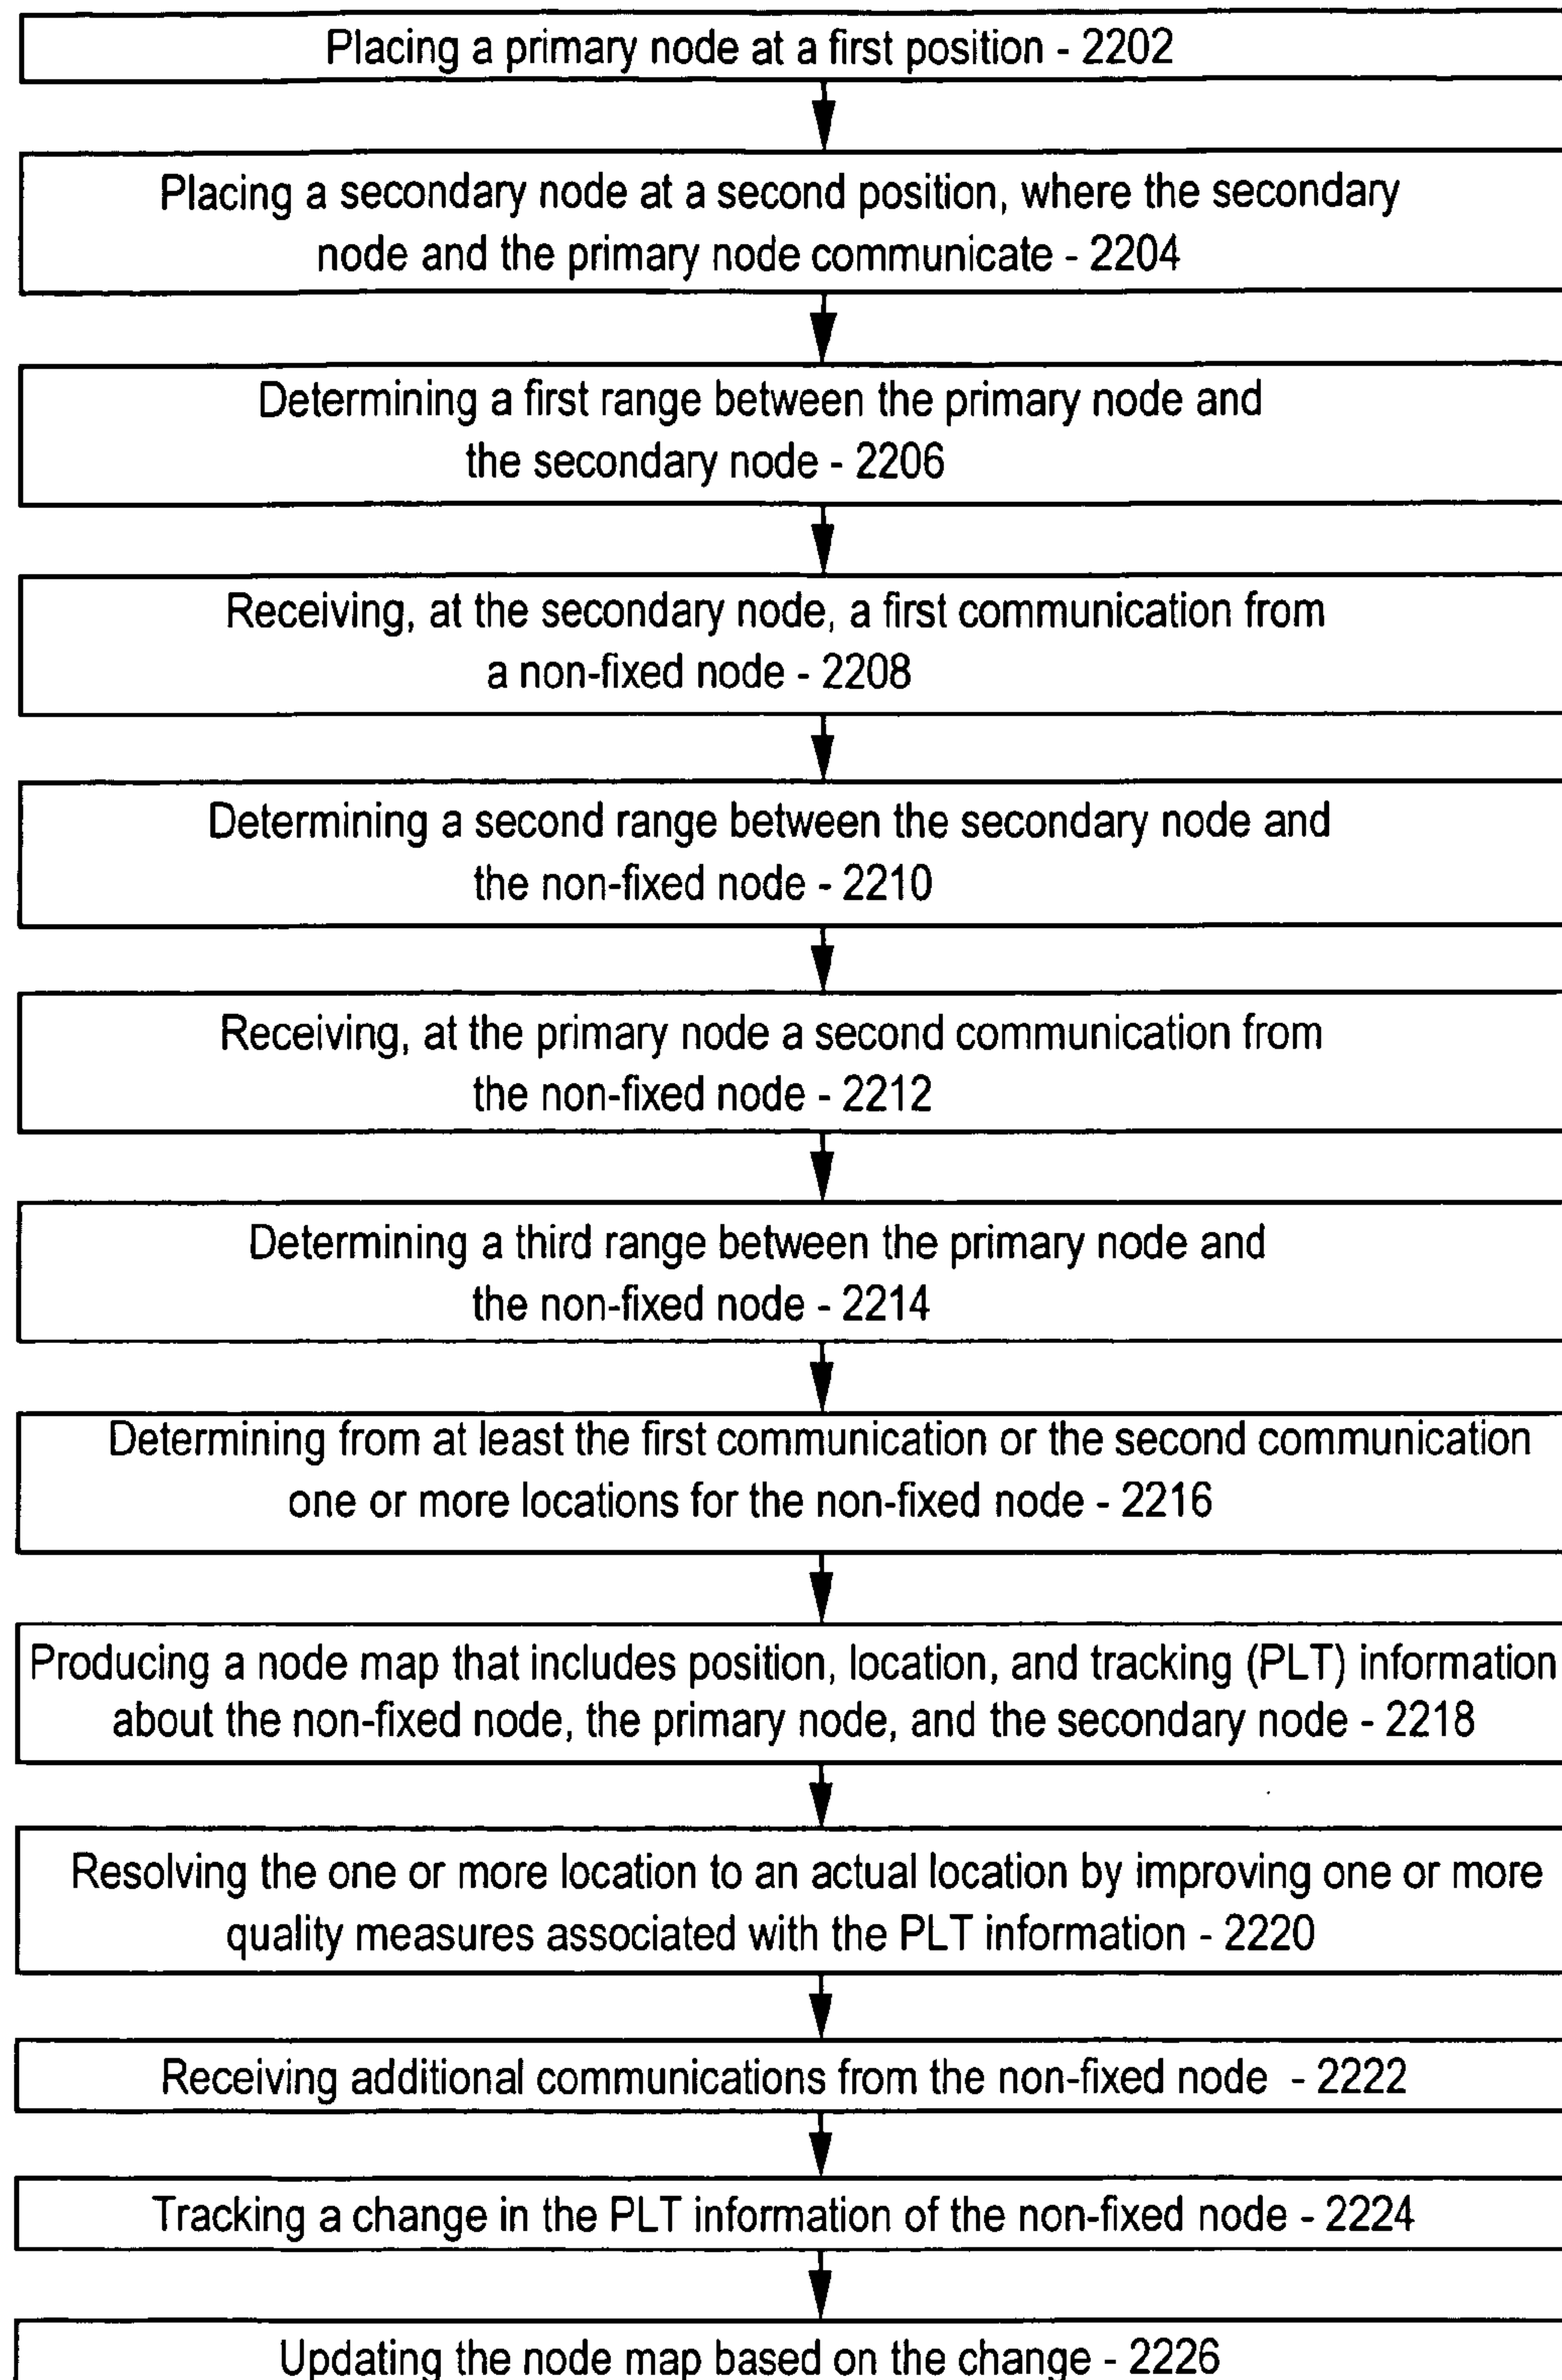 Placing a primary node at a first position - 2202
Placing a secondary node at a second position, where the secondary
node and the primary node communicate - 2204
Determining a first range between the primary node and
the secondary node - 2206
Receiving, at the secondary node, a first communication from
a non-fixed node - 2208
Determining a second range between the secondary node and
the non-fixed node - 2210
Receiving, at the primary node a second communication from
the non-fixed node - 2212
Determining a third range between the primary node and
the non-fixed node - 2214
Determining from at least the first communication or the second communication
one or more locations for the non-fixed node - 2216
Producing a node map that includes position, location, and tracking (PLT) information
about the non-fixed node, the primary node, and the secondary node - 2218
Resolving the one or more location to an actual location by improving one or more
quality measures associated with the PLT information - 2220
Receiving additional communications from the non-fixed node - 2222
Tracking a change in the PLT information of the non-fixed node - 2224
Updating the node map based on the change - 2226